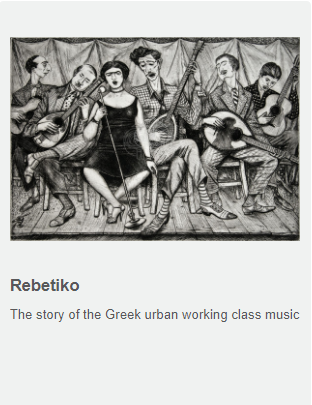 Rebetiko
The story of the Greek urban working class music